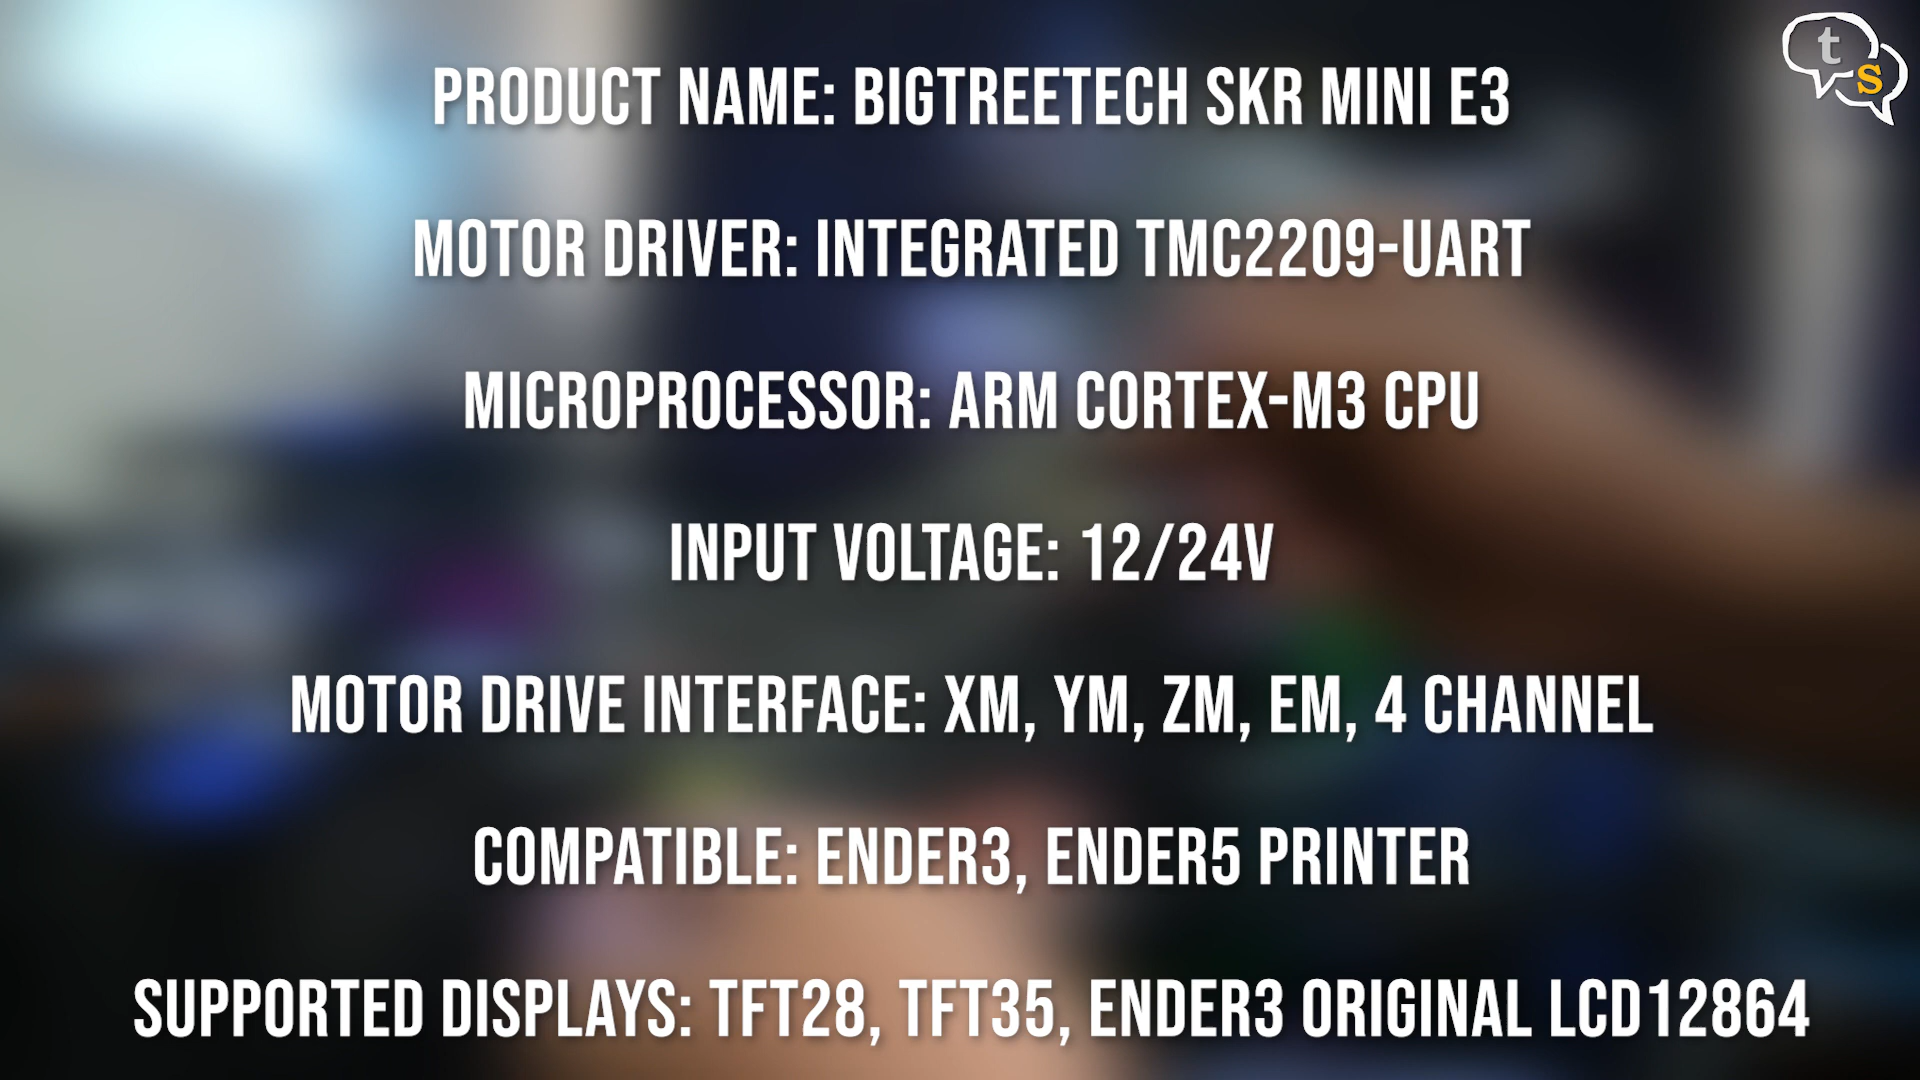 t s
PRODUCT NAME: BIGTREETECH SKR MINI E3
MOTOR DRIVER: INTEGRATED TMC2209-UART
MICROPROCESSOR: ARM CORTEX-M3 CPU
INPUT VOLTAGE: 12/24V
MOTOR DRIVE INTERFACE: XM, YM, ZM, EM, 4 CHANNEL
COMPATIBLE: ENDER3, ENDER5 PRINTER
SUPPORTED DISPLAYS: TFT28, TFT35, ENDER3 ORIGINAL LCD12864